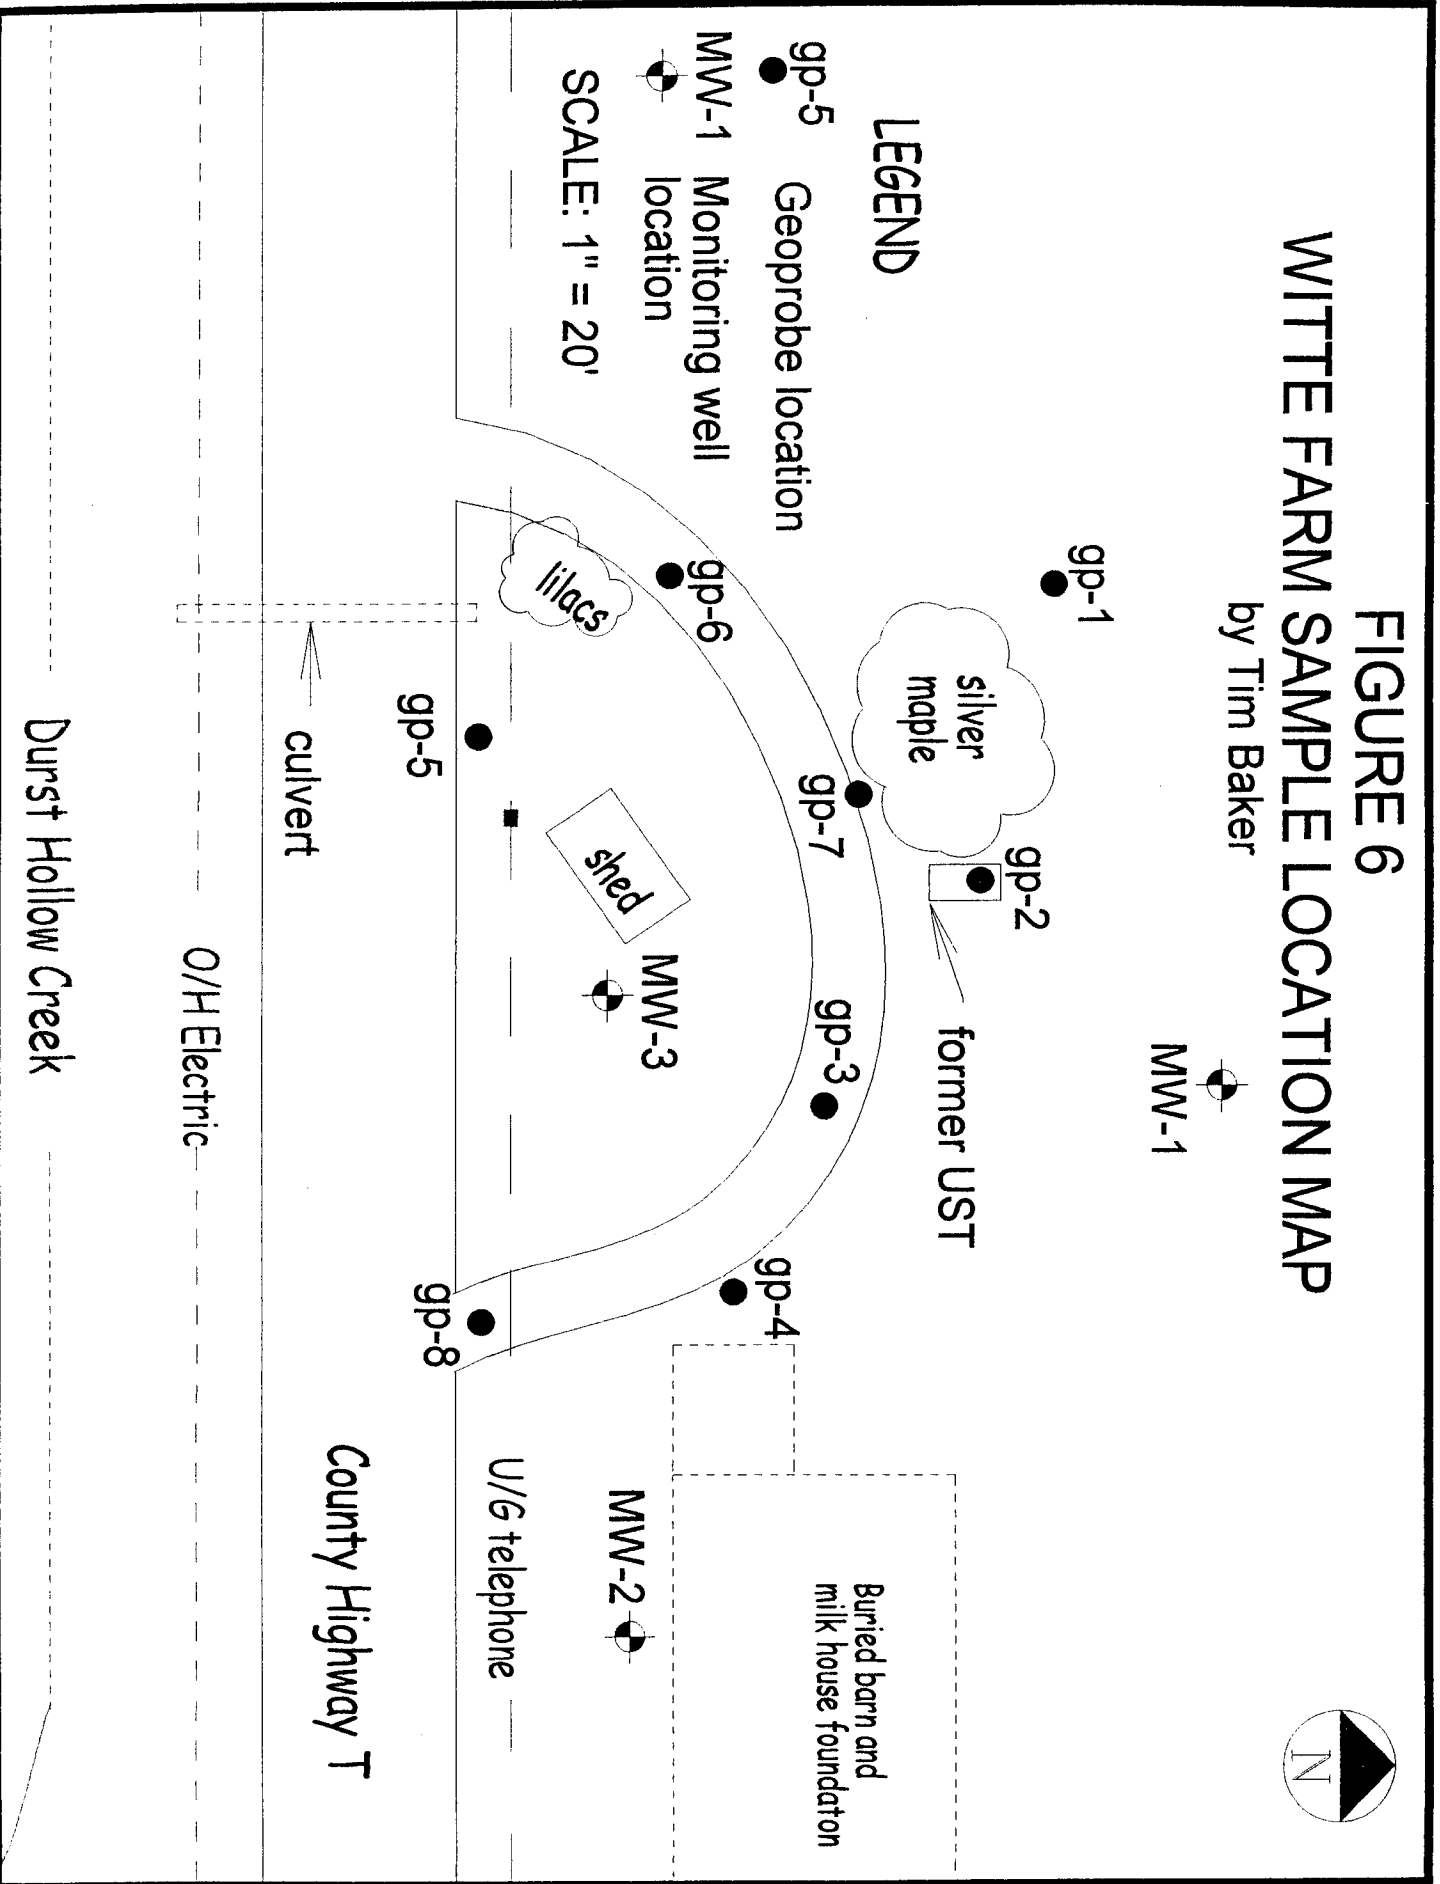 FIGURE 6
WITTE FARM SAMPLE LOCATION MAP
by Tim Baker
N
MW-1
gp-1
LEGEND
gp-5 Geoprobe location
MW-1 Monitoring well
location
SCALE: 1" = 20'
silver
maple
gp-2
former UST
gp-7
gp-3
gp-4
gp-6
lilacs
shed
MW-3
Buried barn and
milk house foundaton
MW-2
U/G telephone
gp-5
gp-8
County Highway T
culvert
O/H Electric
Durst Hollow Creek